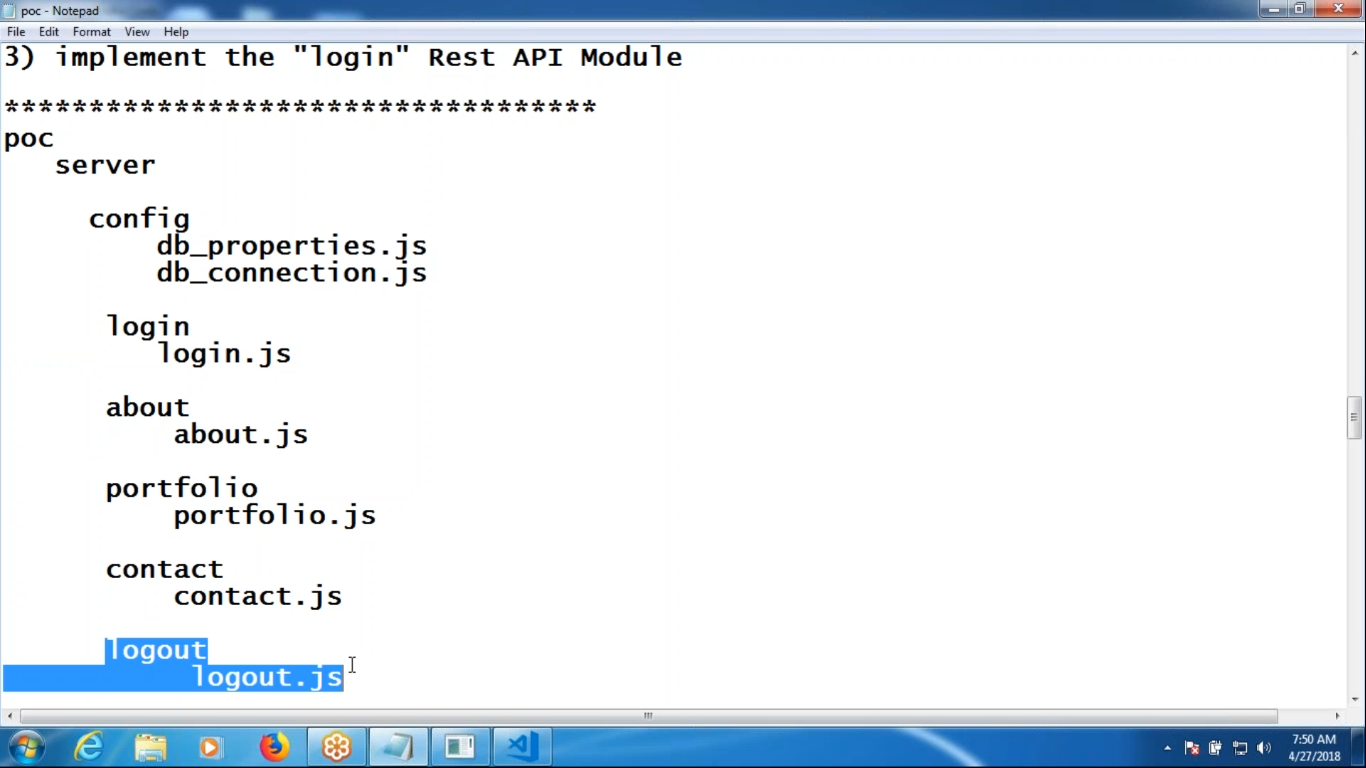 poc - Notepad
File Edit Format View Help
3) implement the "login" Rest API Module
***********************************
poc
server
config
db_properties.js
db_connection.js
login
login.js
about
about.js
portfolio
portfolio.js
contact
contact.js
logout
logout.js
7:50 AM
4/27/2018